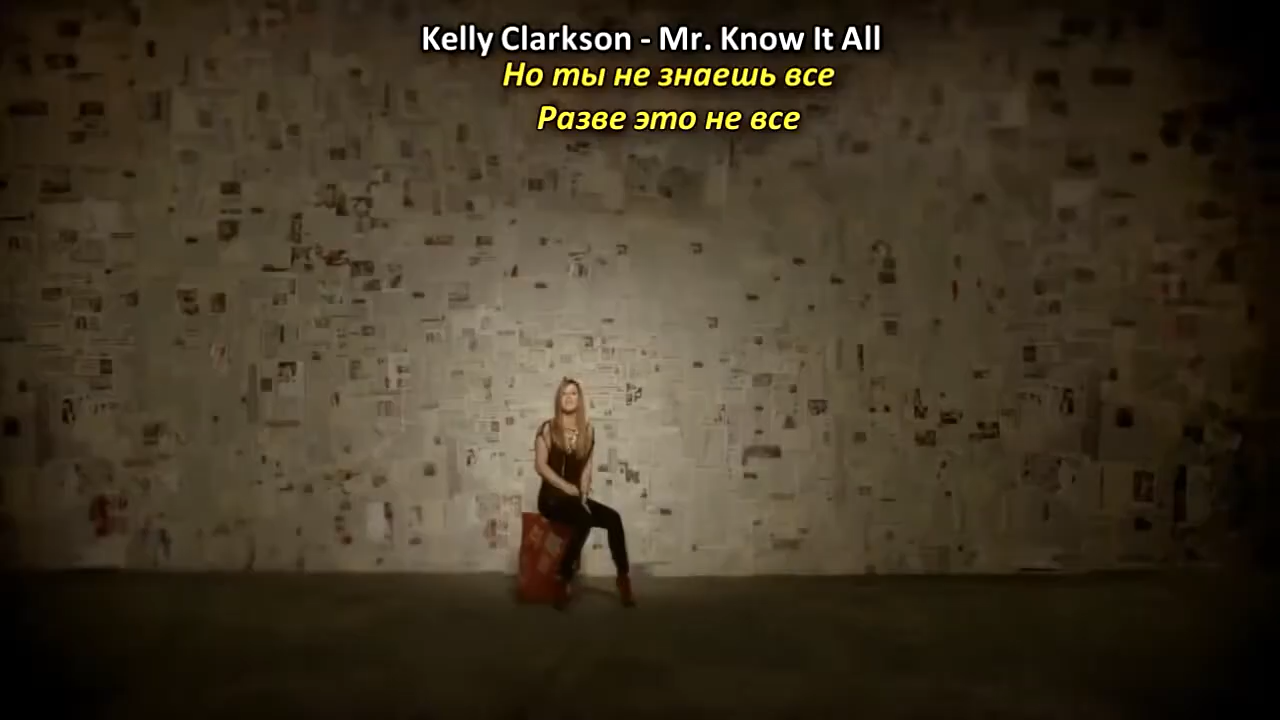 Kelly Clarkson - Mr. Know It All
Но ты не знаешь все
Разве это не все